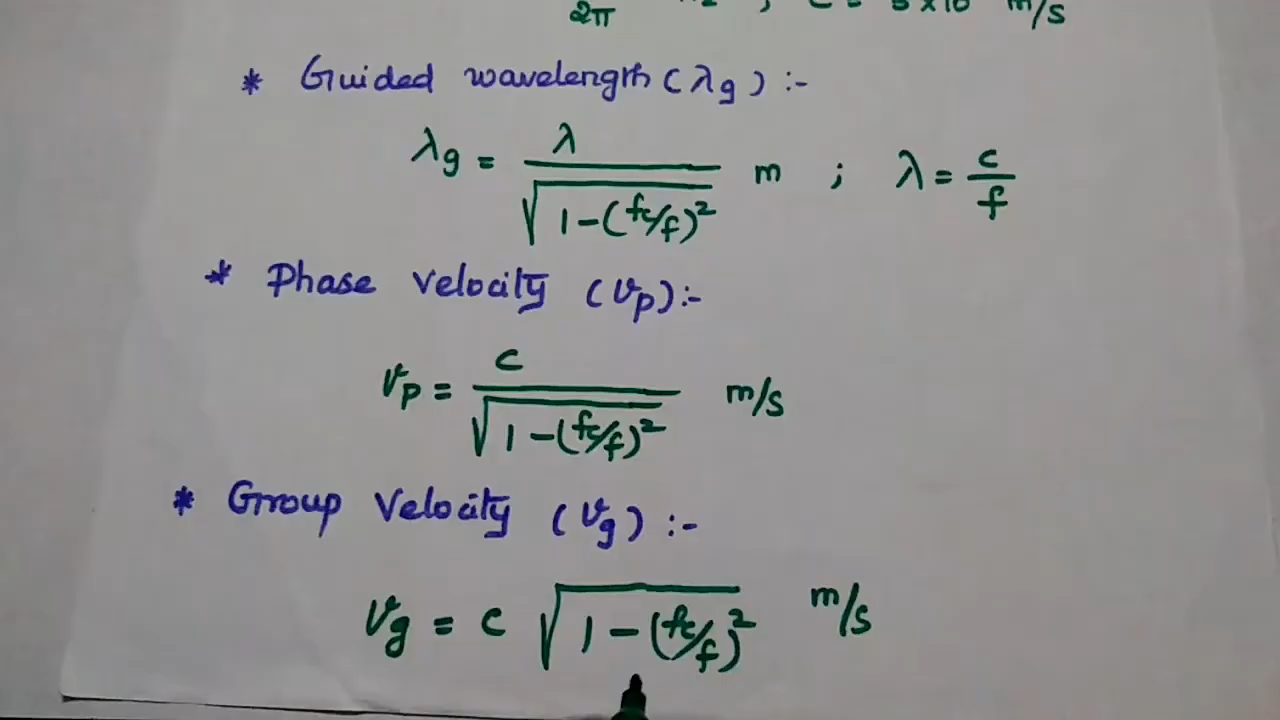 2π ; m/s
* Guided wavelength (λg) :-
λg = λ / √(1-(fc/f)²) m ; λ = c/f
* Phase velocity (vp) :-
vp = c / √(1-(fc/f)²) m/s
* Group Velocity (vg) :-
vg = c √(1-(fc/f)²) m/s